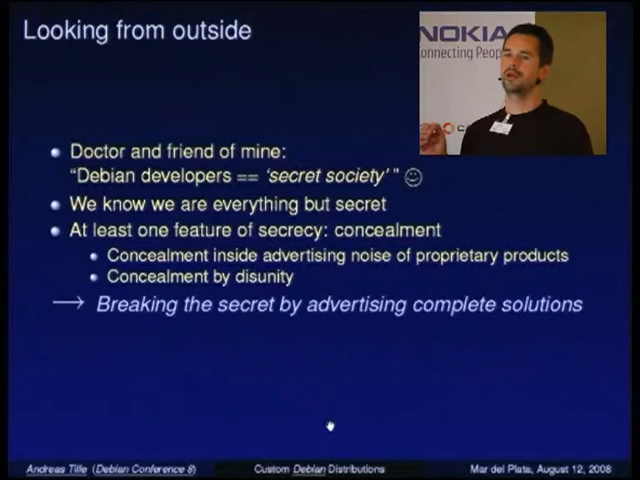 Looking from outside
NOKIA
Connecting Peop
Doctor and friend of mine:
"Debian developers == 'secret society' "
We know we are everything but secret
At least one feature of secrecy: concealment
Concealment inside advertising noise of proprietary products
Concealment by disunity
→ Breaking the secret by advertising complete solutions
Andreas Tille (Debian Conference 8) Custom Debian Distributions Mar del Plata, August 12, 2008